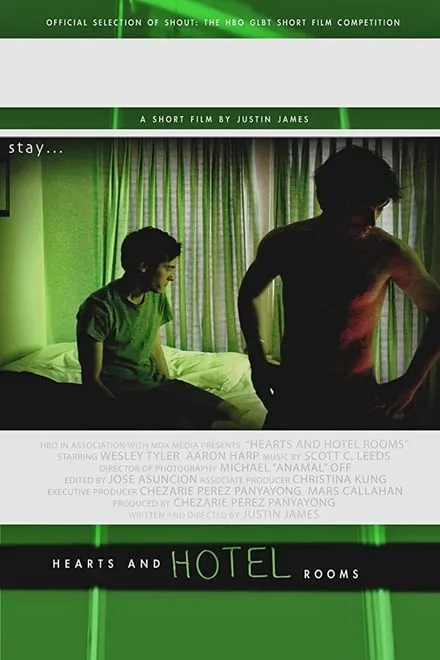 OFFICIAL SELECTION OF SHOUT: THE HBO GLBT SHORT FILM COMPETITION
A SHORT FILM BY JUSTIN JAMES
stay...
HBO IN ASSOCIATION WITH MOX MEDIA PRESENTS "HEARTS AND HOTEL ROOMS"
STARRING WESLEY TYLER AARON HARP MUSIC BY SCOTT C. LEEDS
DIRECTOR OF PHOTOGRAPHY MICHAEL "ANAMAL" OFF
EDITED BY JOSE ASUNCION ASSOCIATE PRODUCER CHRISTINA KUNG
EXECUTIVE PRODUCER CHEZARIE PEREZ PANYAYONG MARS CALLAHAN
PRODUCED BY CHEZARIE PEREZ PANYAYONG
WRITTEN AND DIRECTED BY JUSTIN JAMES
HEARTS AND HOTEL ROOMS